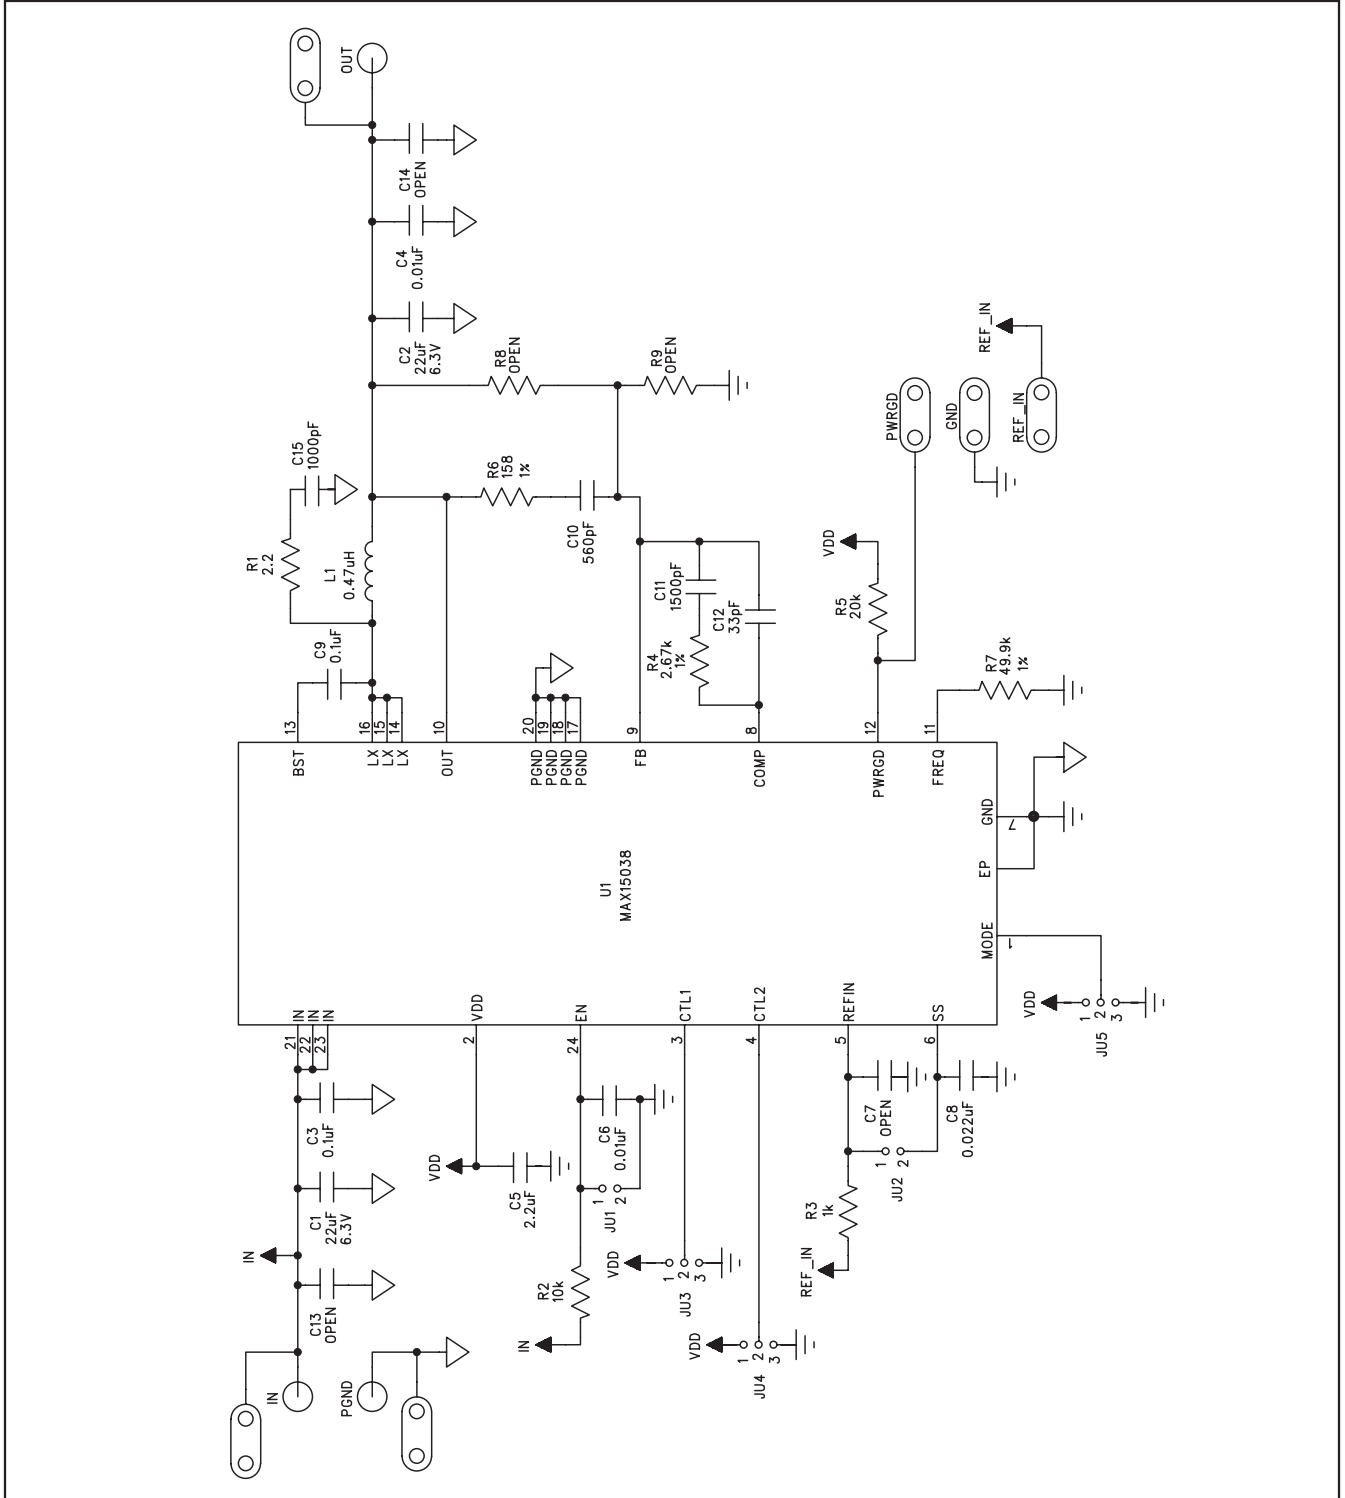 OUT
C14
OPEN
C4
0.01uF
C2
22uF
6.3V
R8
OPEN
R9
OPEN
C15
1000pF
R1
2.2
L1
0.47uH
C9
0.1uF
R6
158
1%
C10
560pF
C11
1500pF
C12
33pF
R4
2.67k
1%
VDD
R5
20k
R7
49.9k
1%
PWRGD
GND
REF_IN
REF_IN
13
16
15
14
10
20
19
18
17
9
8
12
11
BST
LX
LX
LX
OUT
PGND
PGND
PGND
PGND
FB
COMP
PWRGD
FREQ
GND
7
EP
MODE
1
U1
MAX15038
IN
IN
IN
VDD
EN
CTL1
CTL2
REFIN
SS
21
22
23
2
24
3
4
5
6
C3
0.1uF
C1
22uF
6.3V
IN
C13
OPEN
IN
PGND
VDD
C5
2.2uF
C6
0.01uF
1
2
JU1
R2
10k
IN
VDD
1
2
3
JU3
VDD
1
2
3
JU4
C7
OPEN
C8
0.022uF
1
2
JU2
R3
1k
REF_IN
VDD
1
2
3
JU5